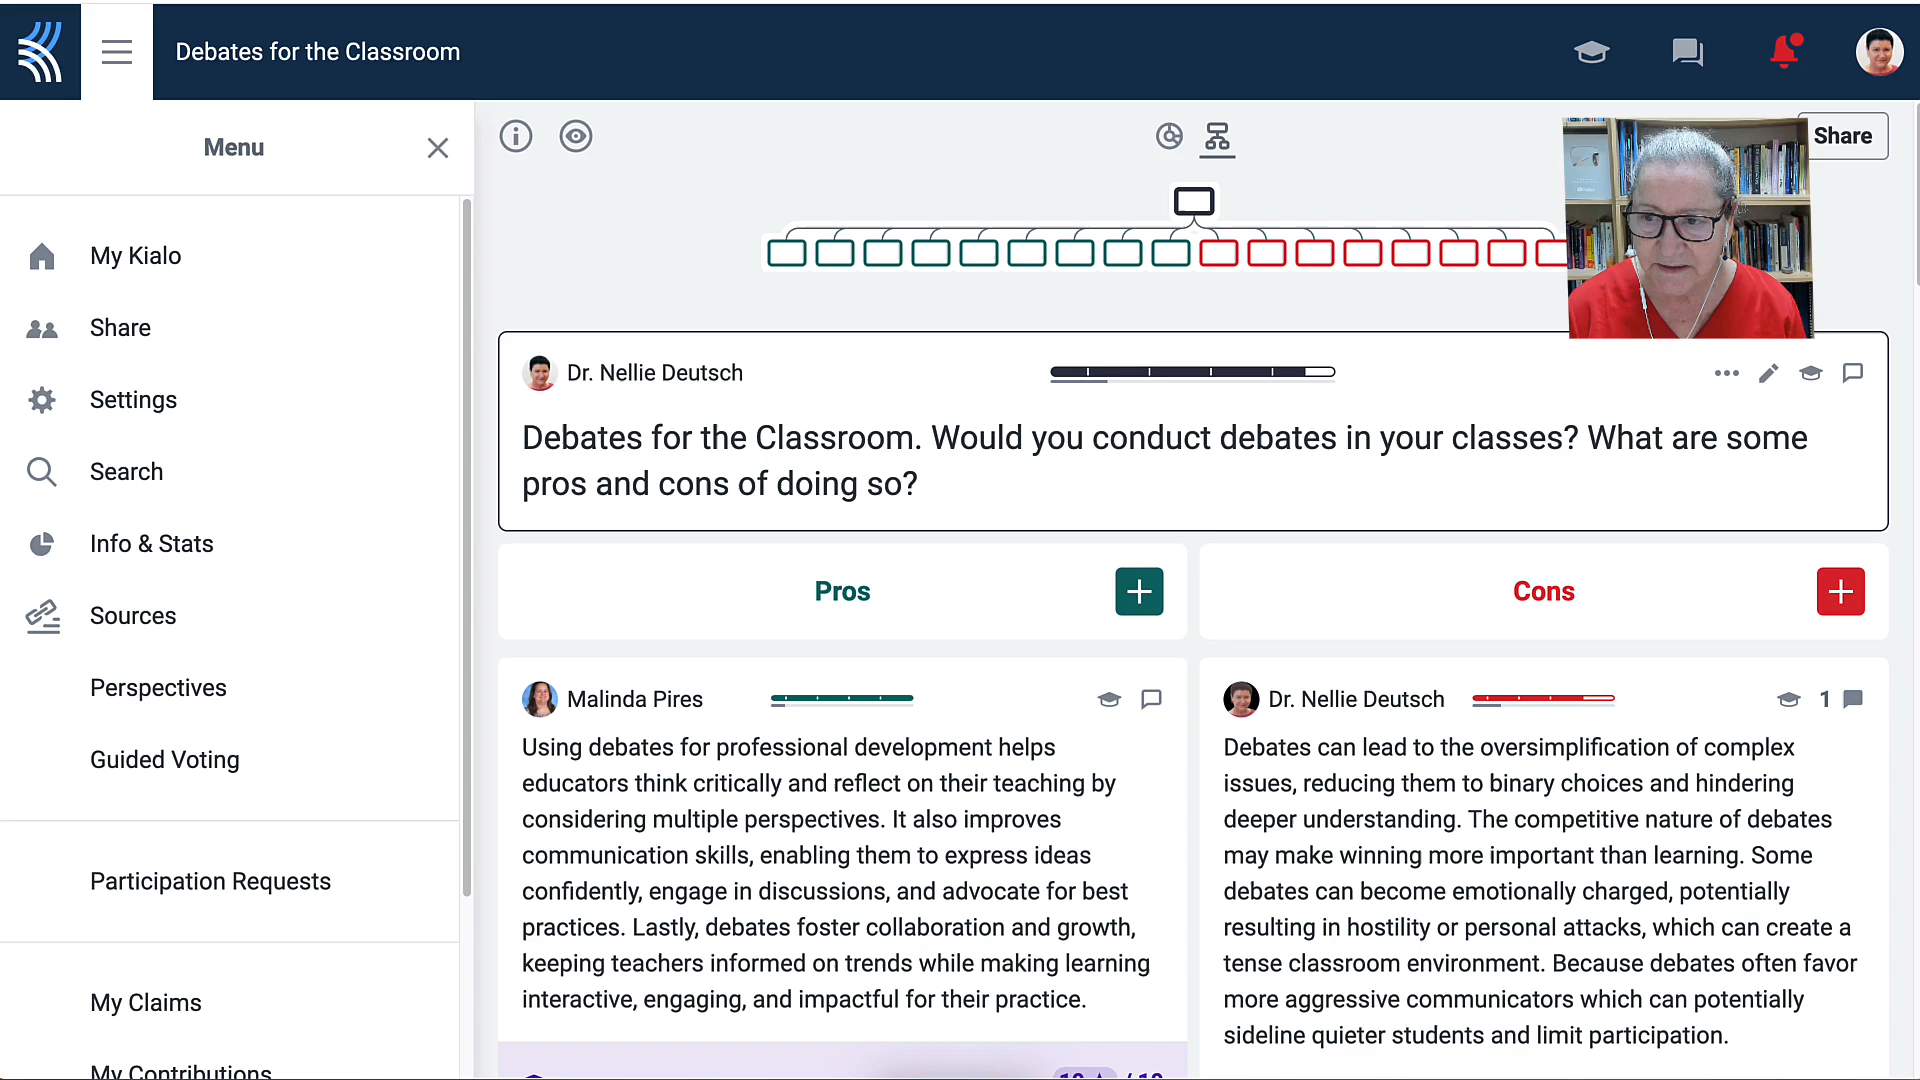 Debates for the Classroom
Menu
My Kialo
Share
Settings
Search
Info & Stats
Sources
Perspectives
Guided Voting
Participation Requests
My Claims
My Contributions
Share
Dr. Nellie Deutsch
Debates for the Classroom. Would you conduct debates in your classes? What are some
pros and cons of doing so?
Pros
Cons
Malinda Pires
Using debates for professional development helps
educators think critically and reflect on their teaching by
considering multiple perspectives. It also improves
communication skills, enabling them to express ideas
confidently, engage in discussions, and advocate for best
practices. Lastly, debates foster collaboration and growth,
keeping teachers informed on trends while making learning
interactive, engaging, and impactful for their practice.
Dr. Nellie Deutsch
1
Debates can lead to the oversimplification of complex
issues, reducing them to binary choices and hindering
deeper understanding. The competitive nature of debates
may make winning more important than learning. Some
debates can become emotionally charged, potentially
resulting in hostility or personal attacks, which can create a
tense classroom environment. Because debates often favor
more aggressive communicators which can potentially
sideline quieter students and limit participation.